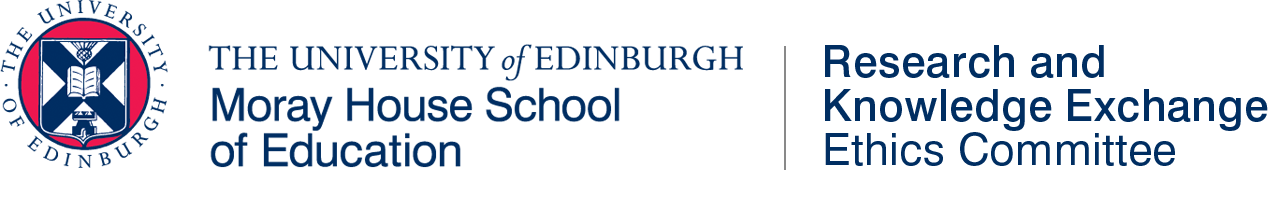 THE UNIVERSITY OF EDINBURGH
THE UNIVERSITY of EDINBURGH
Moray House School
of Education
Research and
Knowledge Exchange
Ethics Committee